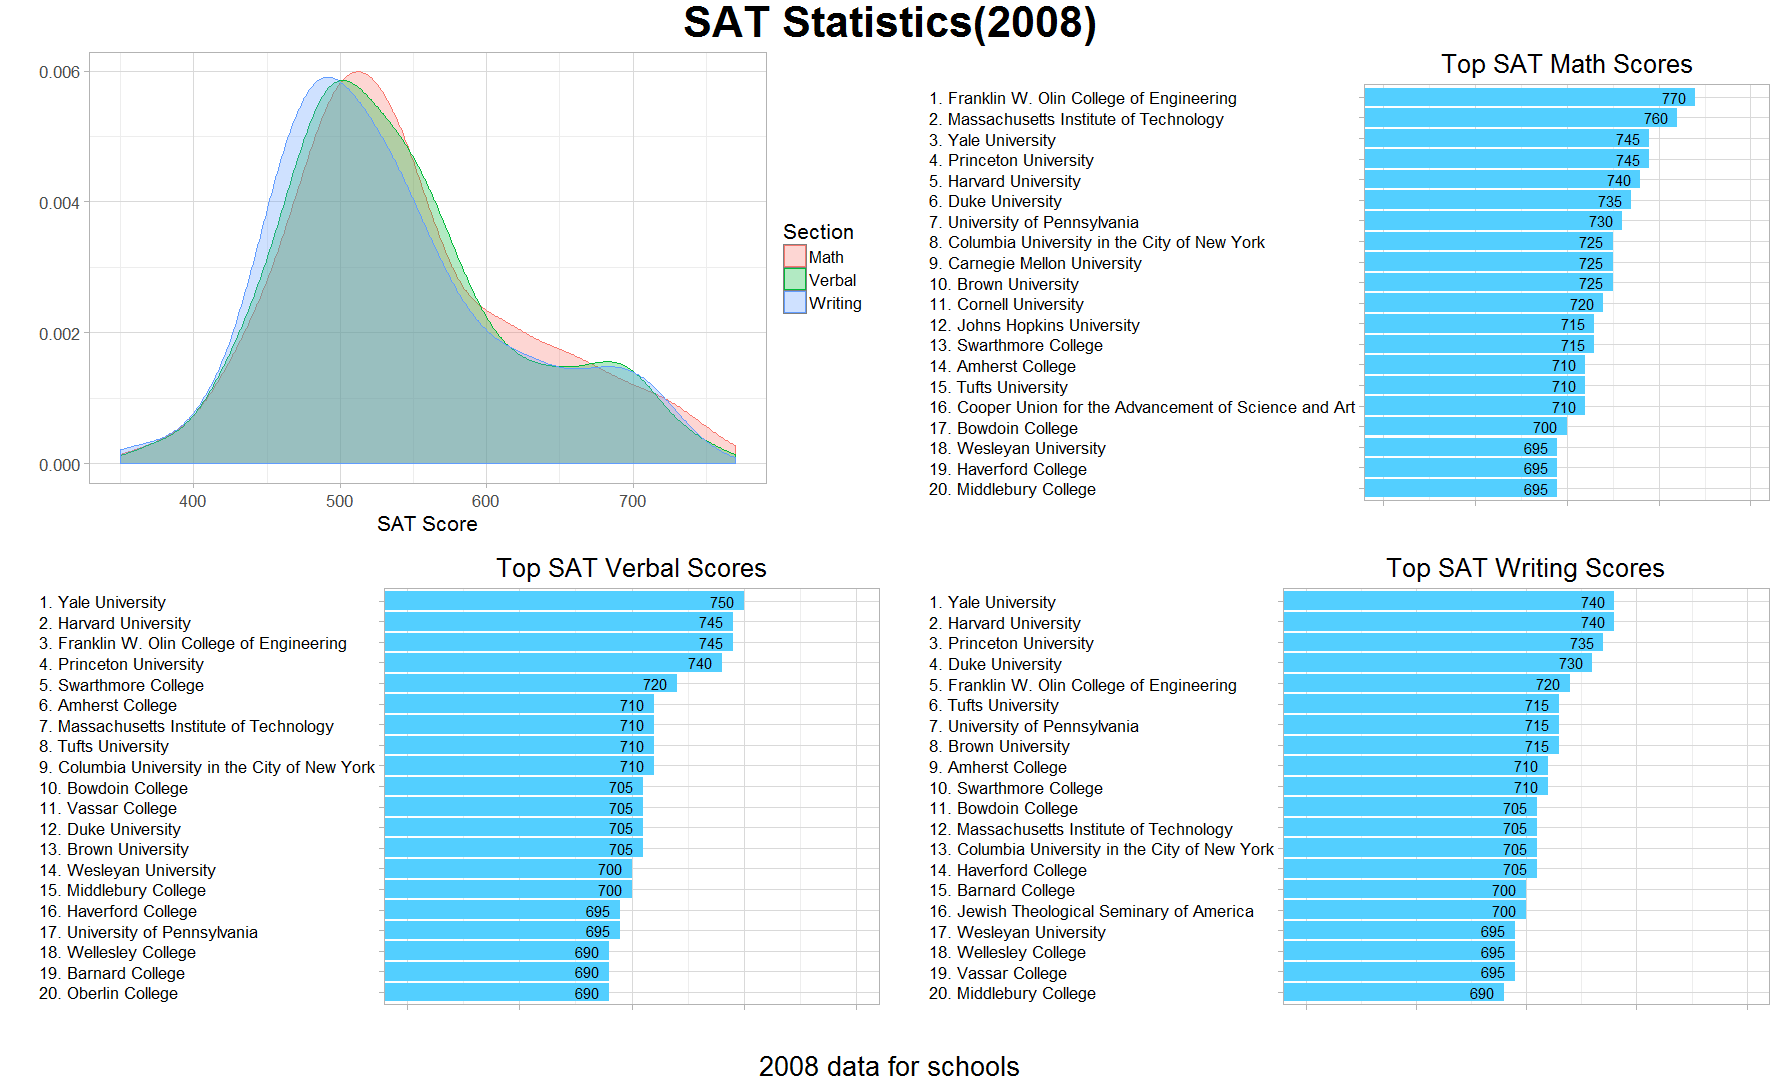 SAT Statistics(2008)
0.006
0.004
0.002
0.000
400 500 600 700
SAT Score
Section
Math
Verbal
Writing
Top SAT Math Scores
1. Franklin W. Olin College of Engineering 770
2. Massachusetts Institute of Technology 760
3. Yale University 745
4. Princeton University 745
5. Harvard University 740
6. Duke University 735
7. University of Pennsylvania 730
8. Columbia University in the City of New York 725
9. Carnegie Mellon University 725
10. Brown University 725
11. Cornell University 720
12. Johns Hopkins University 715
13. Swarthmore College 715
14. Amherst College 710
15. Tufts University 710
16. Cooper Union for the Advancement of Science and Art 710
17. Bowdoin College 700
18. Wesleyan University 695
19. Haverford College 695
20. Middlebury College 695
Top SAT Verbal Scores
1. Yale University 750
2. Harvard University 745
3. Franklin W. Olin College of Engineering 745
4. Princeton University 740
5. Swarthmore College 720
6. Amherst College 710
7. Massachusetts Institute of Technology 710
8. Tufts University 710
9. Columbia University in the City of New York 710
10. Bowdoin College 705
11. Vassar College 705
12. Duke University 705
13. Brown University 705
14. Wesleyan University 700
15. Middlebury College 700
16. Haverford College 695
17. University of Pennsylvania 695
18. Wellesley College 690
19. Barnard College 690
20. Oberlin College 690
Top SAT Writing Scores
1. Yale University 740
2. Harvard University 740
3. Princeton University 735
4. Duke University 730
5. Franklin W. Olin College of Engineering 720
6. Tufts University 715
7. University of Pennsylvania 715
8. Brown University 715
9. Amherst College 710
10. Swarthmore College 710
11. Bowdoin College 705
12. Massachusetts Institute of Technology 705
13. Columbia University in the City of New York 705
14. Haverford College 705
15. Barnard College 700
16. Jewish Theological Seminary of America 700
17. Wesleyan University 695
18. Wellesley College 695
19. Vassar College 695
20. Middlebury College 690
2008 data for schools